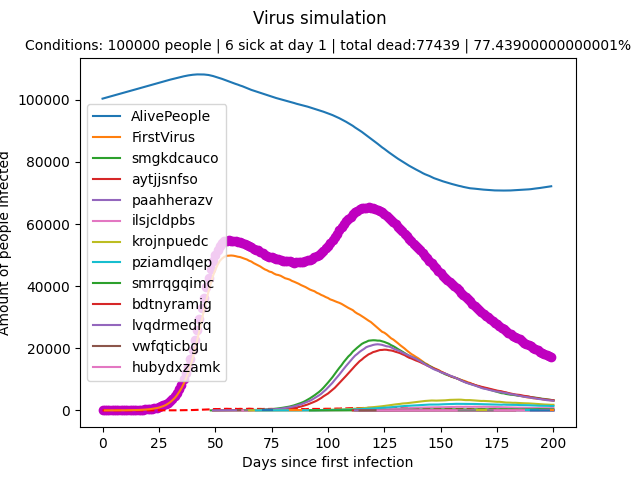 Virus simulation
Conditions: 100000 people | 6 sick at day 1 | total dead:77439 | 77.43900000000001%
Amount of people infected
100000
80000
60000
40000
20000
0
AlivePeople
FirstVirus
smgkdcauco
aytjjsnfso
paahherazv
ilsjcldpbs
krojnpuedc
pziamdlqep
smrrqgqimc
bdtnyramig
lvqdrmedrq
vwfqticbgu
hubydxzamk
0 25 50 75 100 125 150 175 200
Days since first infection